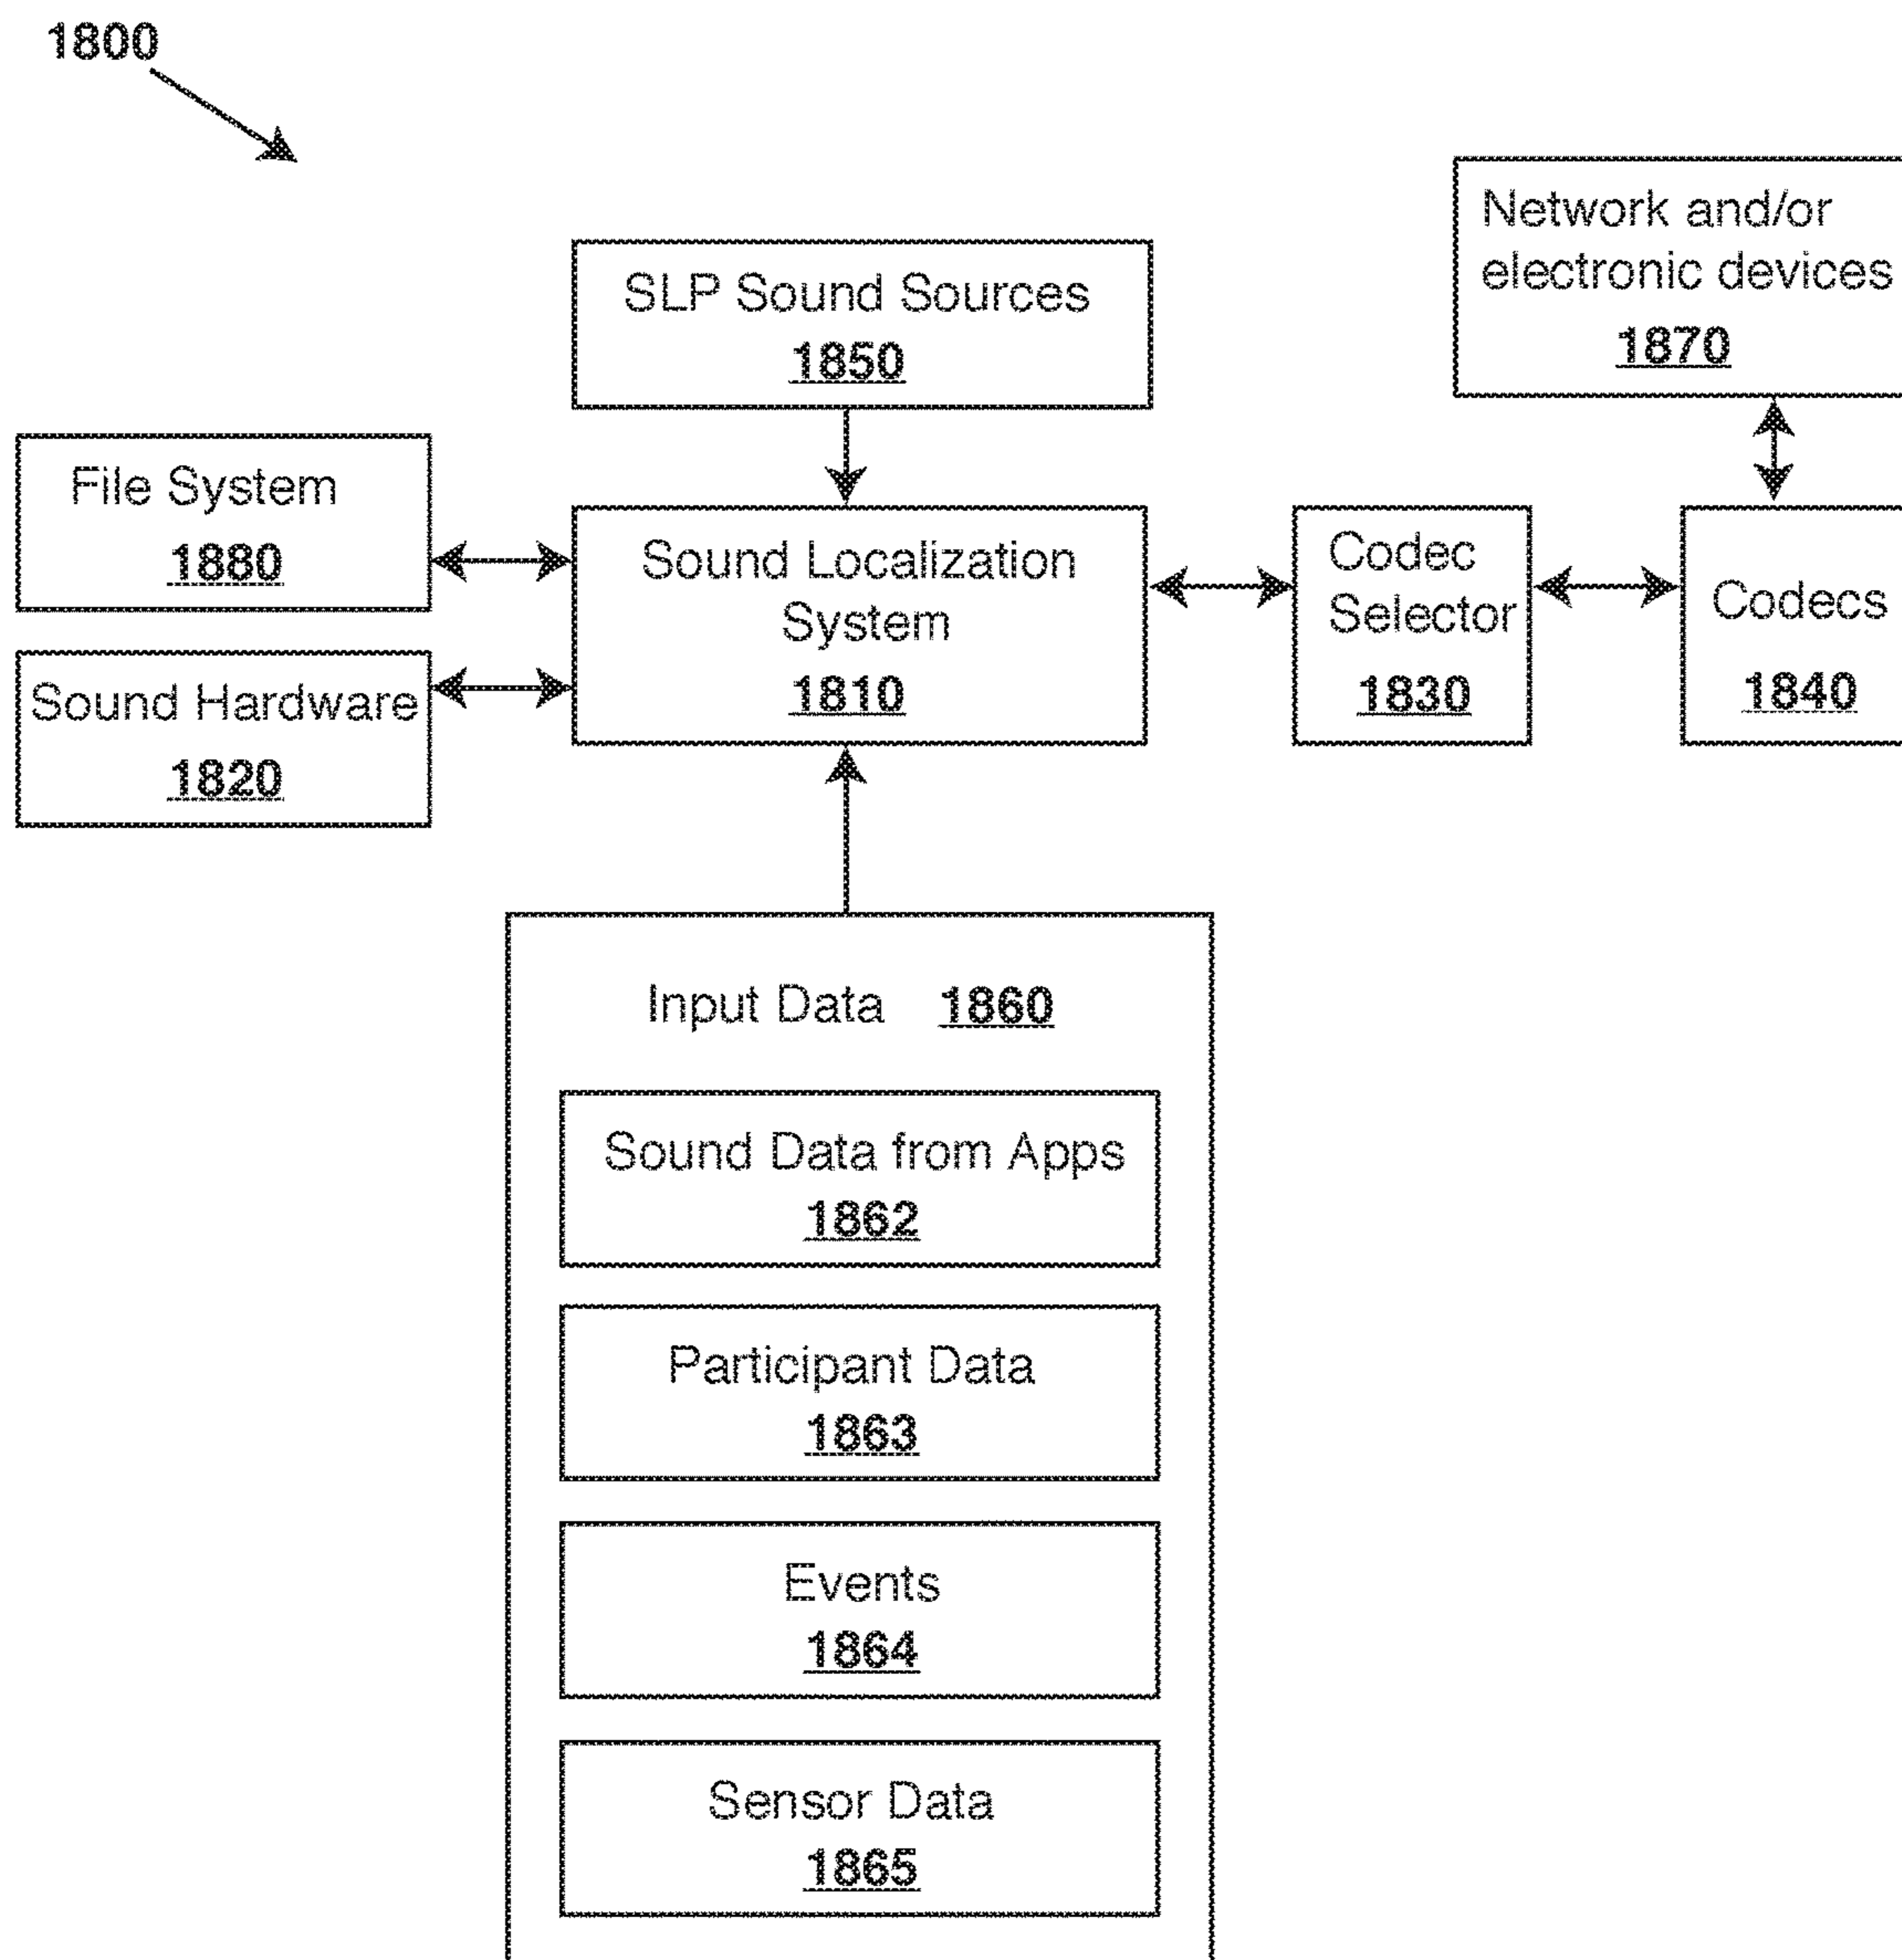 1800
Network and/or
electronic devices
1870
SLP Sound Sources
1850
File System
1880
Sound Localization
System
1810
Codec
Selector
1830
Codecs
1840
Sound Hardware
1820
Input Data 1860
Sound Data from Apps
1862
Participant Data
1863
Events
1864
Sensor Data
1865